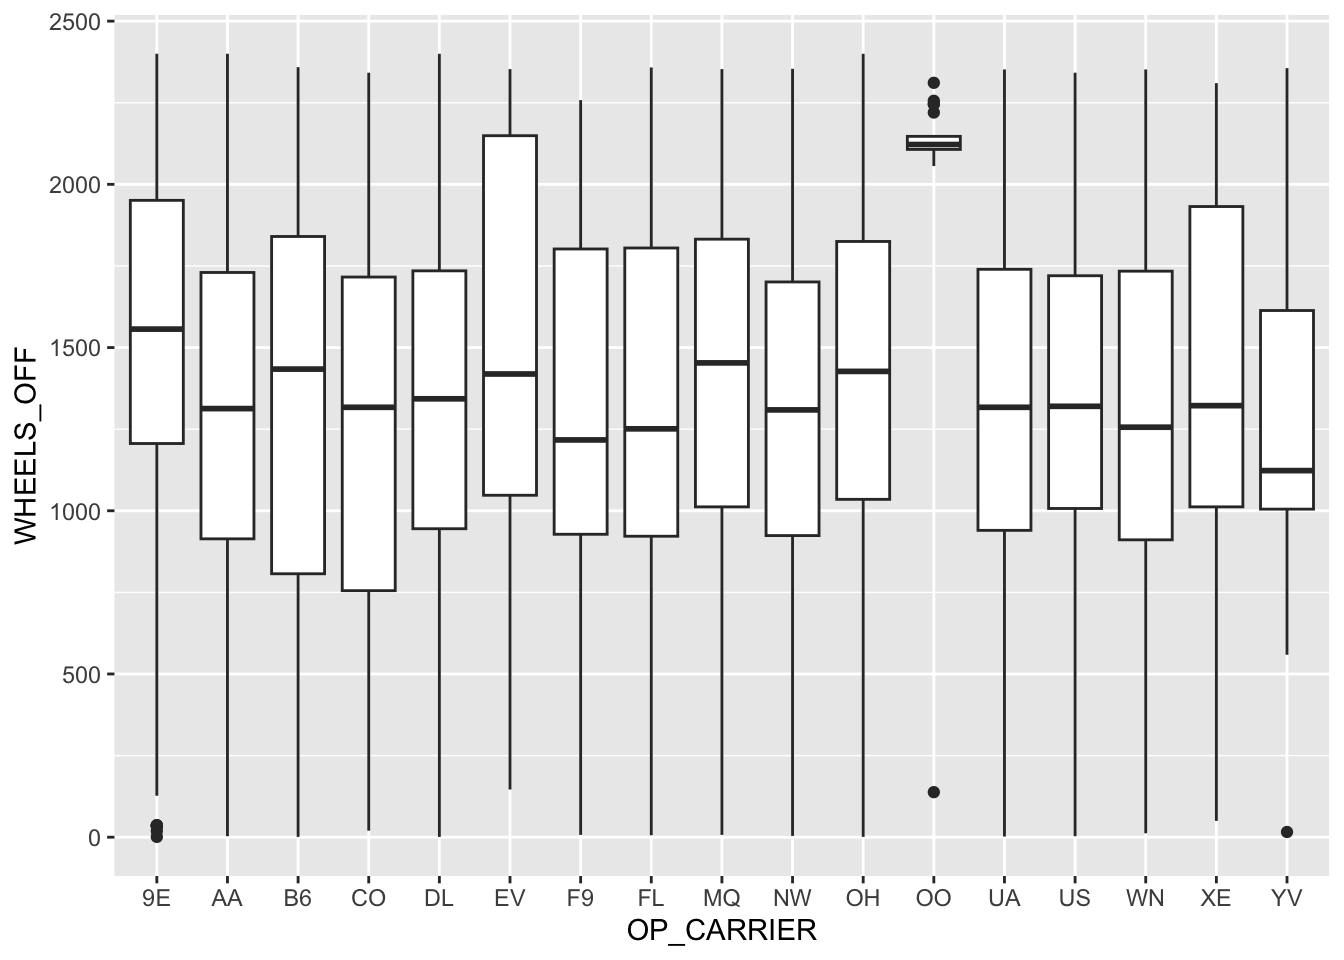 2500
2000
1500
1000
500
0
WHEELS_OFF
9E AA B6 CO DL EV F9 FL MQ NW OH OO UA US WN XE YV
OP_CARRIER